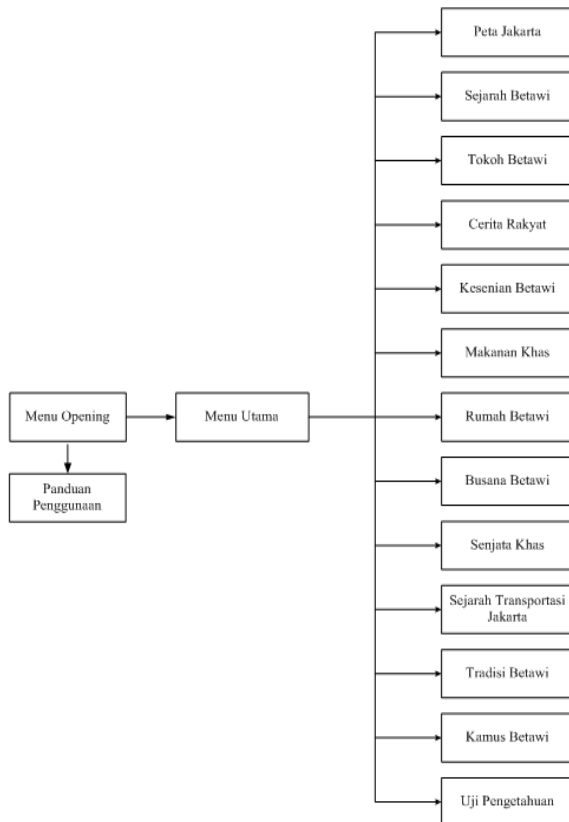 Peta Jakarta
Sejarah Betawi
Tokoh Betawi
Cerita Rakyat
Kesenian Betawi
Makanan Khas
Menu Opening
Menu Utama
Rumah Betawi
Panduan
Penggunaan
Busana Betawi
Senjata Khas
Sejarah Transportasi
Jakarta
Tradisi Betawi
Kamus Betawi
Uji Pengetahuan